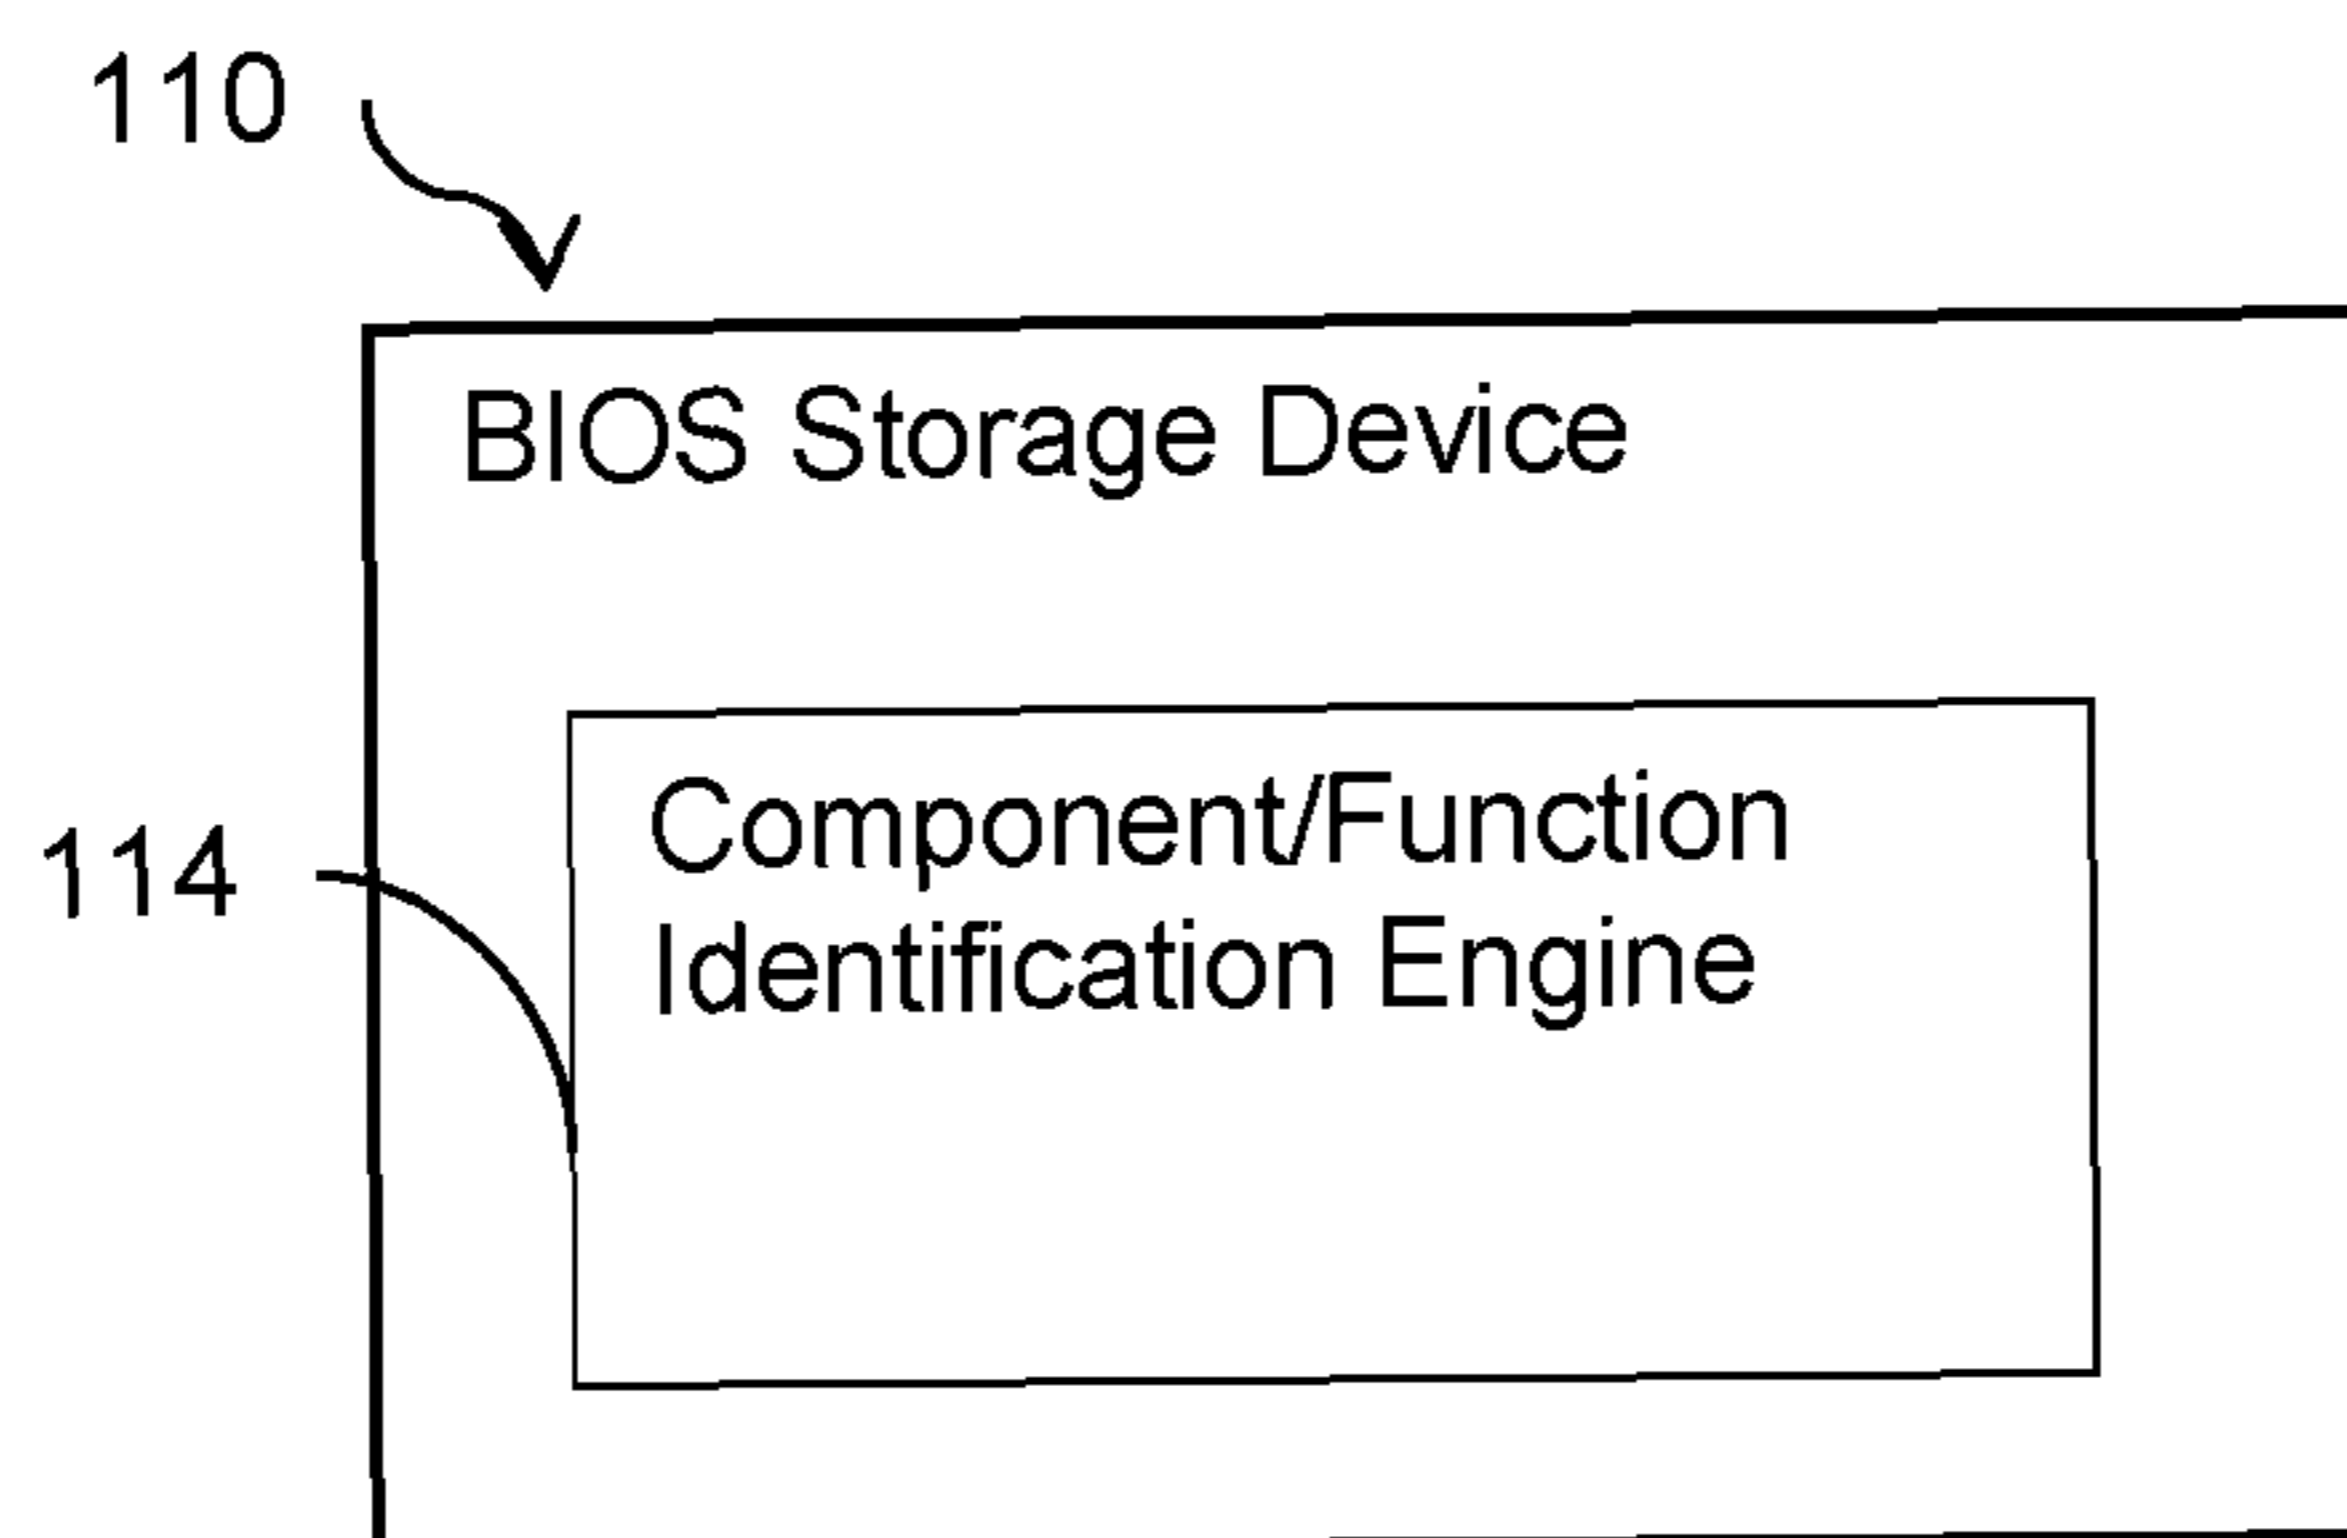 110
BIOS Storage Device
Component/Function
114
Identification Engine